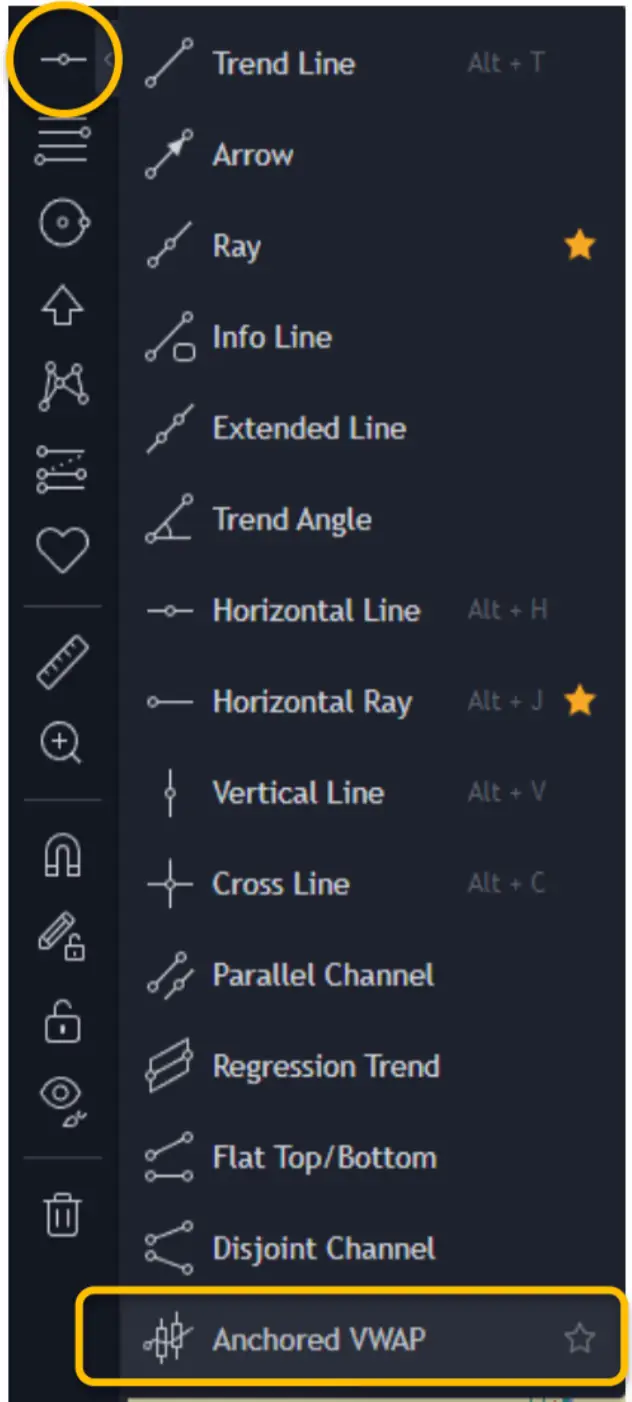 Trend Line Alt + T
Arrow
Ray
Info Line
Extended Line
Trend Angle
Horizontal Line Alt + H
Horizontal Ray Alt + J
Vertical Line Alt + V
Cross Line Alt + C
Parallel Channel
Regression Trend
Flat Top/Bottom
Disjoint Channel
Anchored VWAP